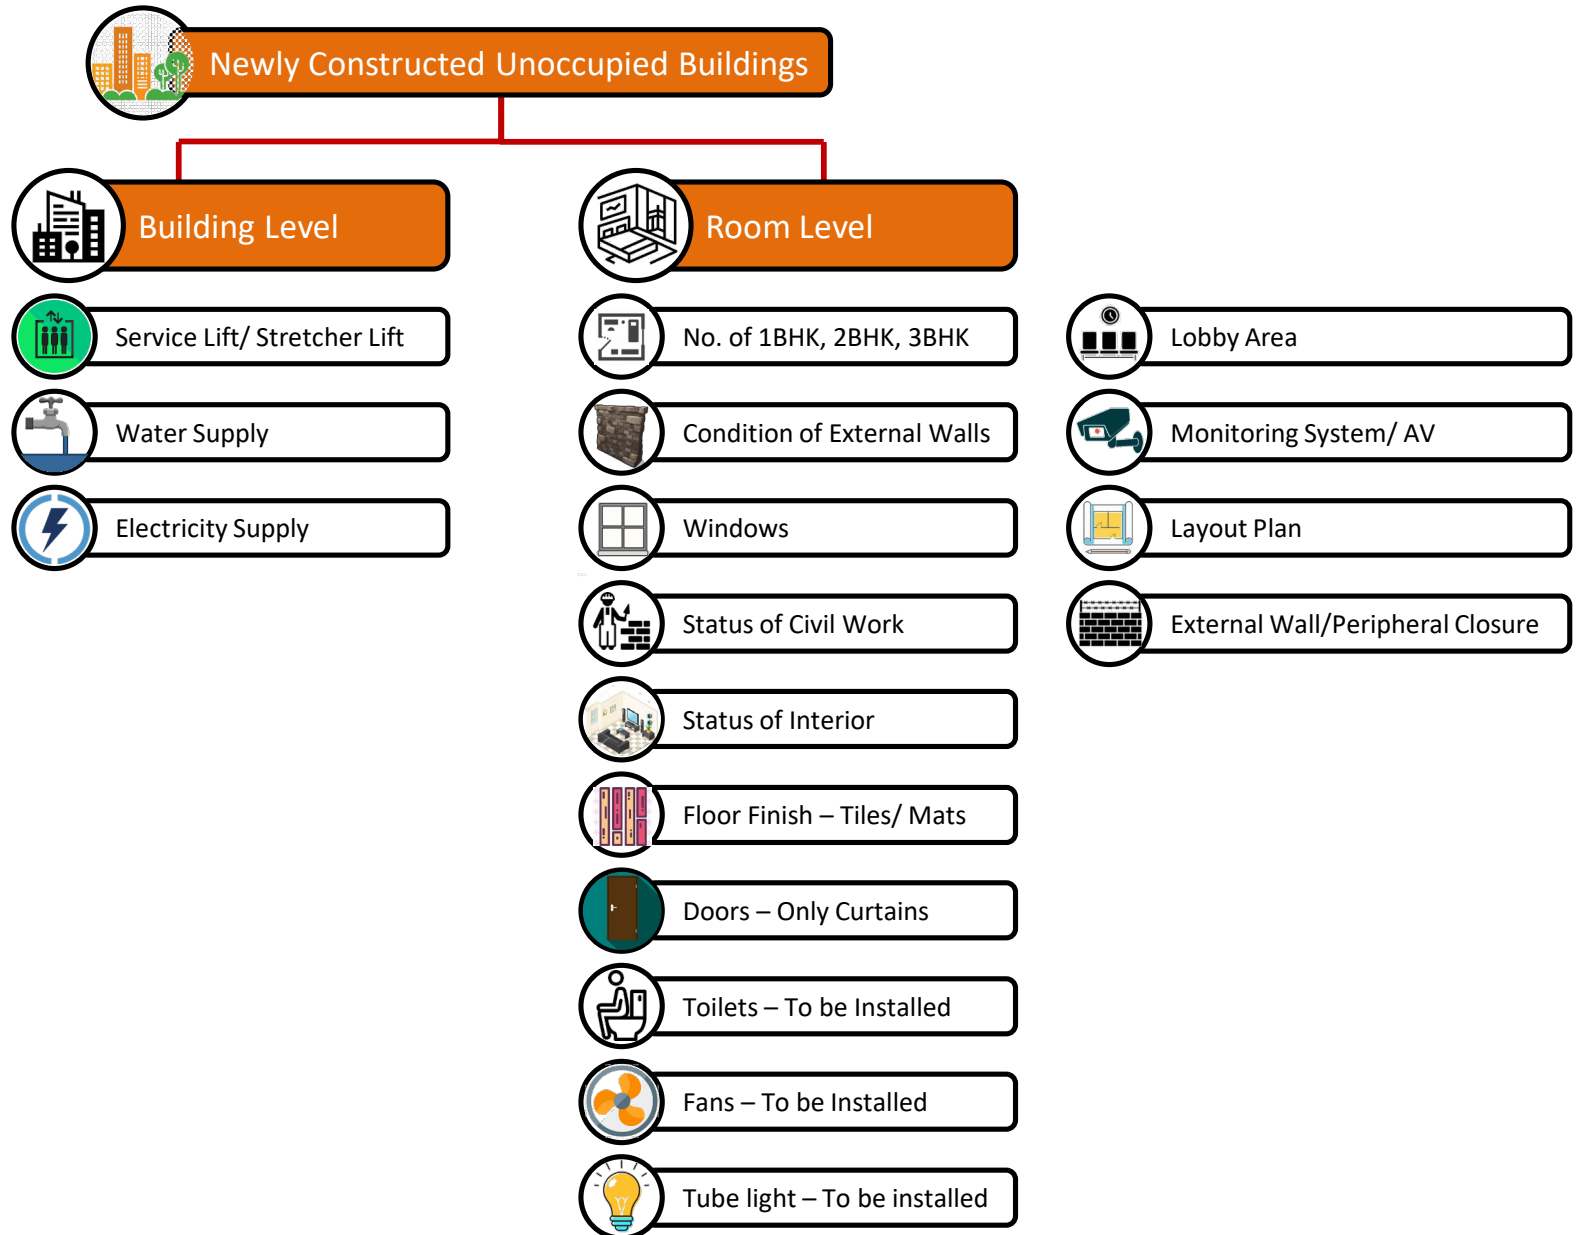 Newly Constructed Unoccupied Buildings
Building Level
Service Lift/ Stretcher Lift
Water Supply
Electricity Supply
Room Level
No. of 1BHK, 2BHK, 3BHK
Condition of External Walls
Windows
Status of Civil Work
Status of Interior
Floor Finish – Tiles/ Mats
Doors – Only Curtains
Toilets – To be Installed
Fans – To be Installed
Tube light – To be installed
Lobby Area
Monitoring System/ AV
Layout Plan
External Wall/Peripheral Closure